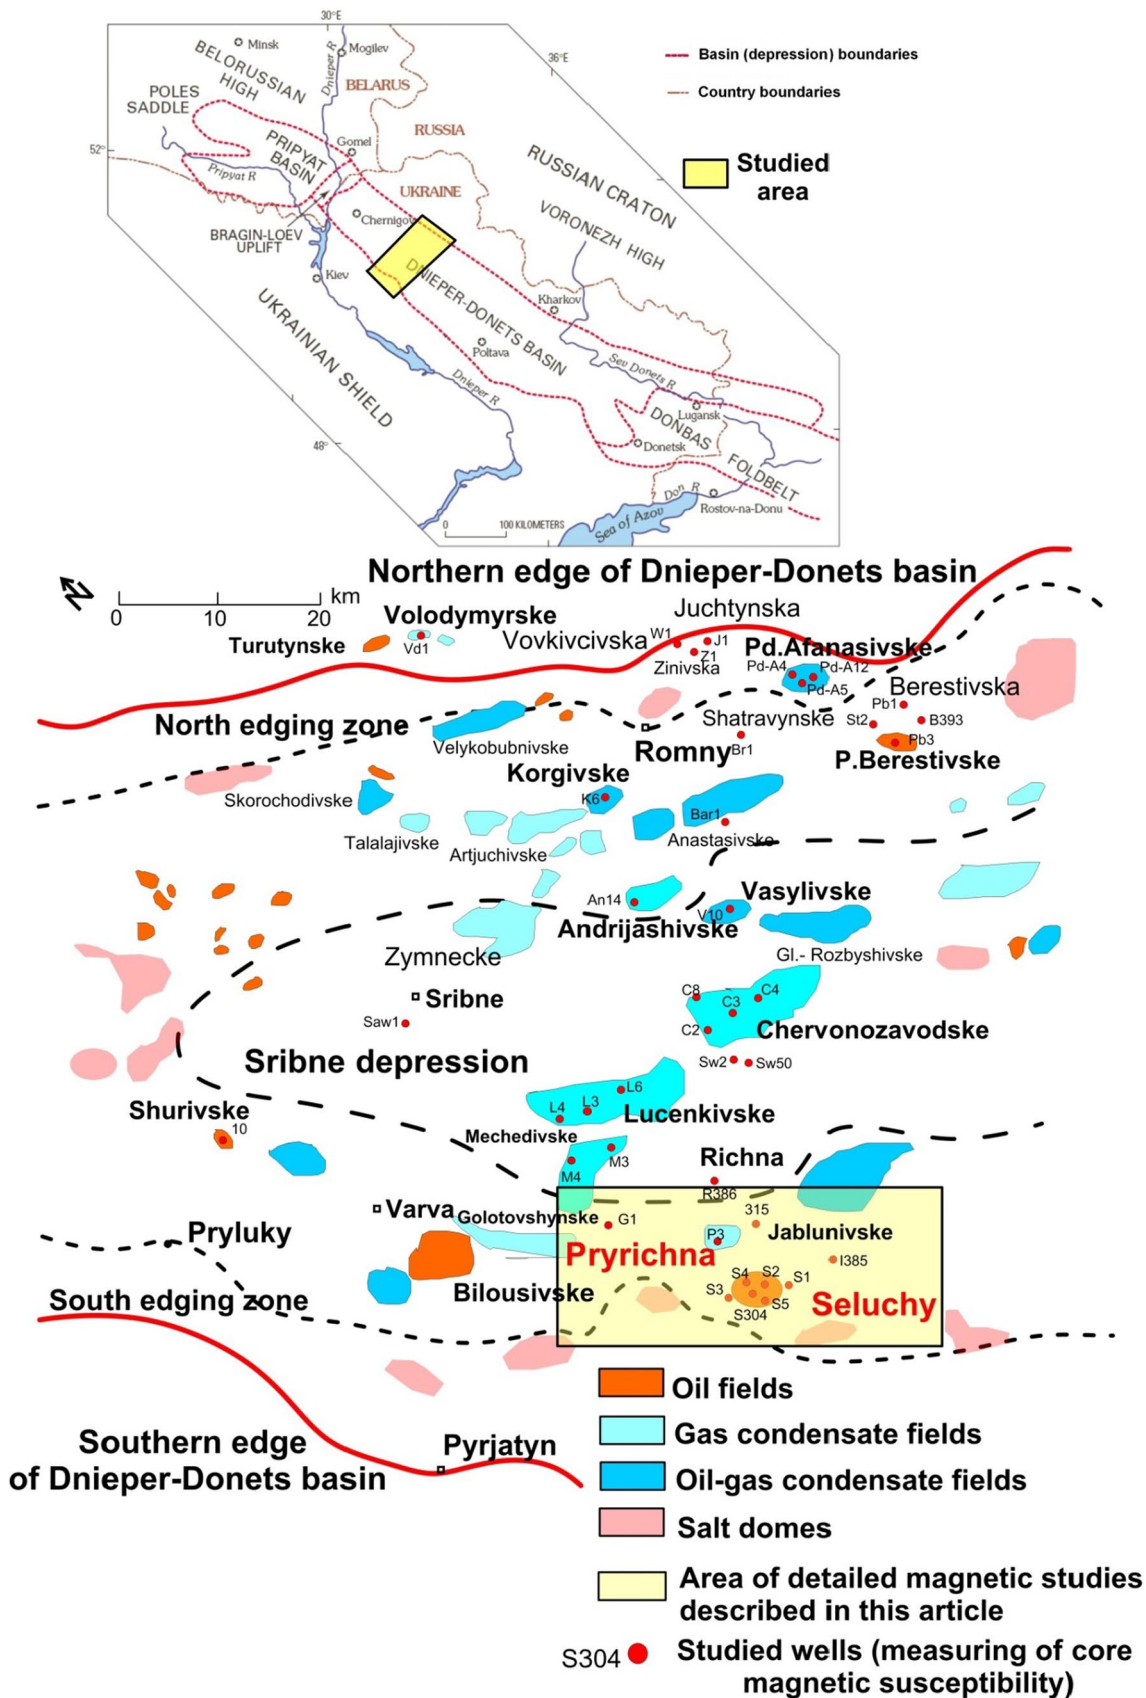 30°E
Minsk
Mogilev
Dnieper R
36°E
BELORUSSIAN
HIGH
BELARUS
POLES
SADDLE
RUSSIA
Gomel
PRIPYAT
BASIN
52°
Pripyat R
UKRAINE
RUSSIAN CRATON
VORONEZH HIGH
Chernigov
BRAGIN-LOEV
UPLIFT
Kiev
DNIEPER-DONETS BASIN
Kharkov
UKRAINIAN SHIELD
Poltava
Dnieper R
Sev Donets R
Lugansk
DONBAS
FOLDBELT
Donetsk
48°
Don R
Rostov-na-Donu
Sea of Azov
0 100 KILOMETERS
Basin (depression) boundaries
Country boundaries
Studied
area
Northern edge of Dnieper-Donets basin
N
km
0 10 20
Volodymyrske
Juchtynska
Turutynske
Vd1
Vovkivcivska
W1
J1
Z1
Zinivska
Pd.Afanasivske
Pd-A4
Pd-A12
Pd-A5
Berestivska
Pb1
North edging zone
Velykobubnivske
Shatravynske
St2
B393
Romny
Br1
Pb3
P.Berestivske
Korgivske
Skorochodivske
K6
Bar1
Talalajivske
Artjuchivske
Anastasivske
An14
Vasylivske
V10
Andrijashivske
Zymnecke
Gl.- Rozbyshivske
Sribne
C8
C4
C3
Saw1
C2
Chervonozavodske
Sribne depression
Sw2
Sw50
L6
Shurivske
L4
L3
Lucenkivske
10
Mechedivske
M3
M4
Richna
R386
Varva
Golotovshynske
G1
315
Pryluky
P3
Jablunivske
Pryrichna
I385
Bilousivske
S4
S2
S1
South edging zone
S3
S5
Seluchy
S304
Southern edge
of Dnieper-Donets basin
Pyrjatyn
Oil fields
Gas condensate fields
Oil-gas condensate fields
Salt domes
Area of detailed magnetic studies
described in this article
S304
Studied wells (measuring of core
magnetic susceptibility)